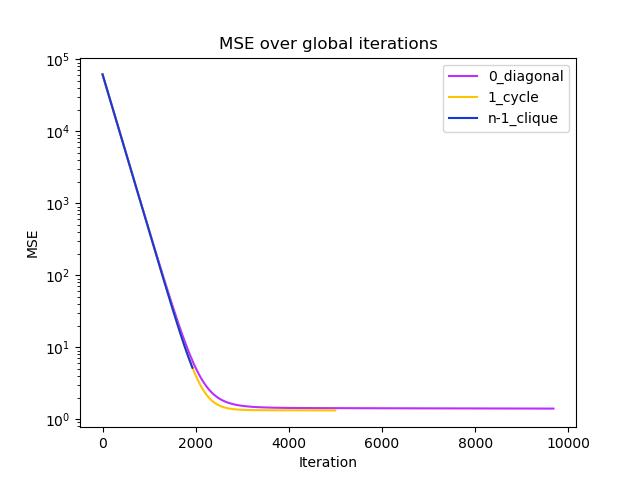 MSE over global iterations
0_diagonal
1_cycle
n-1_clique
MSE
10^5
10^4
10^3
10^2
10^1
10^0
0 2000 4000 6000 8000 10000
Iteration